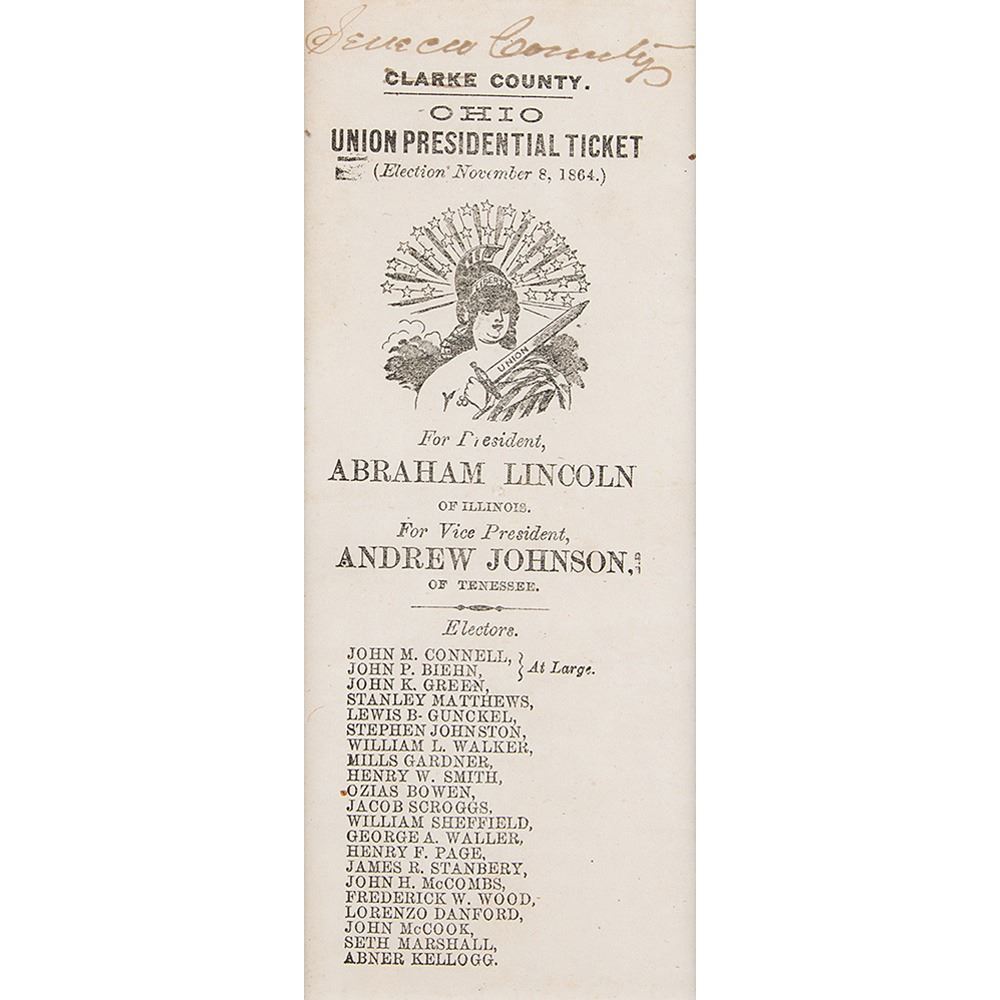 Seneca County
CLARKE COUNTY.
OHIO
UNION PRESIDENTIAL TICKET
(Election November 8, 1864.)
LIBERTY
UNION
For President,
ABRAHAM LINCOLN
OF ILLINOIS.
For Vice President,
ANDREW JOHNSON,
OF TENESSEE.
Electors.
JOHN M. CONNELL,
JOHN P. BIEHN, } At Large.
JOHN K. GREEN,
STANLEY MATTHEWS,
LEWIS B- GUNCKEL,
STEPHEN JOHNSTON,
WILLIAM L. WALKER,
MILLS GARDNER,
HENRY W. SMITH,
OZIAS BOWEN,
JACOB SCROGGS,
WILLIAM SHEFFIELD,
GEORGE A. WALLER,
HENRY F. PAGE,
JAMES R. STANBERY,
JOHN H. McCOMBS,
FREDERICK W. WOOD,
LORENZO DANFORD,
JOHN McCOOK,
SETH MARSHALL,
ABNER KELLOGG.